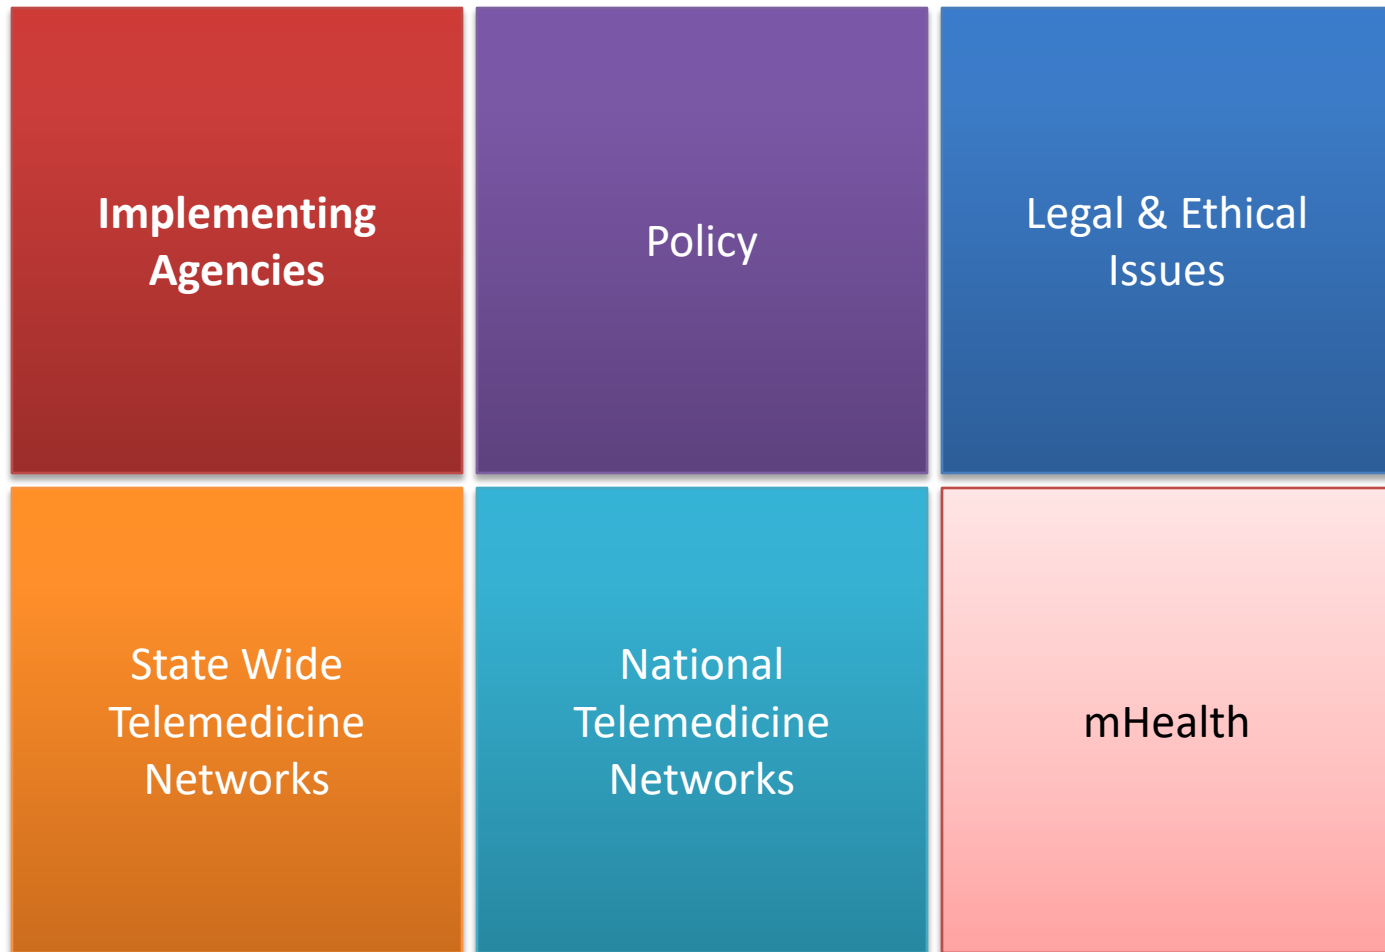 Implementing
Agencies
Policy
Legal & Ethical
Issues
State Wide
Telemedicine
Networks
National
Telemedicine
Networks
mHealth